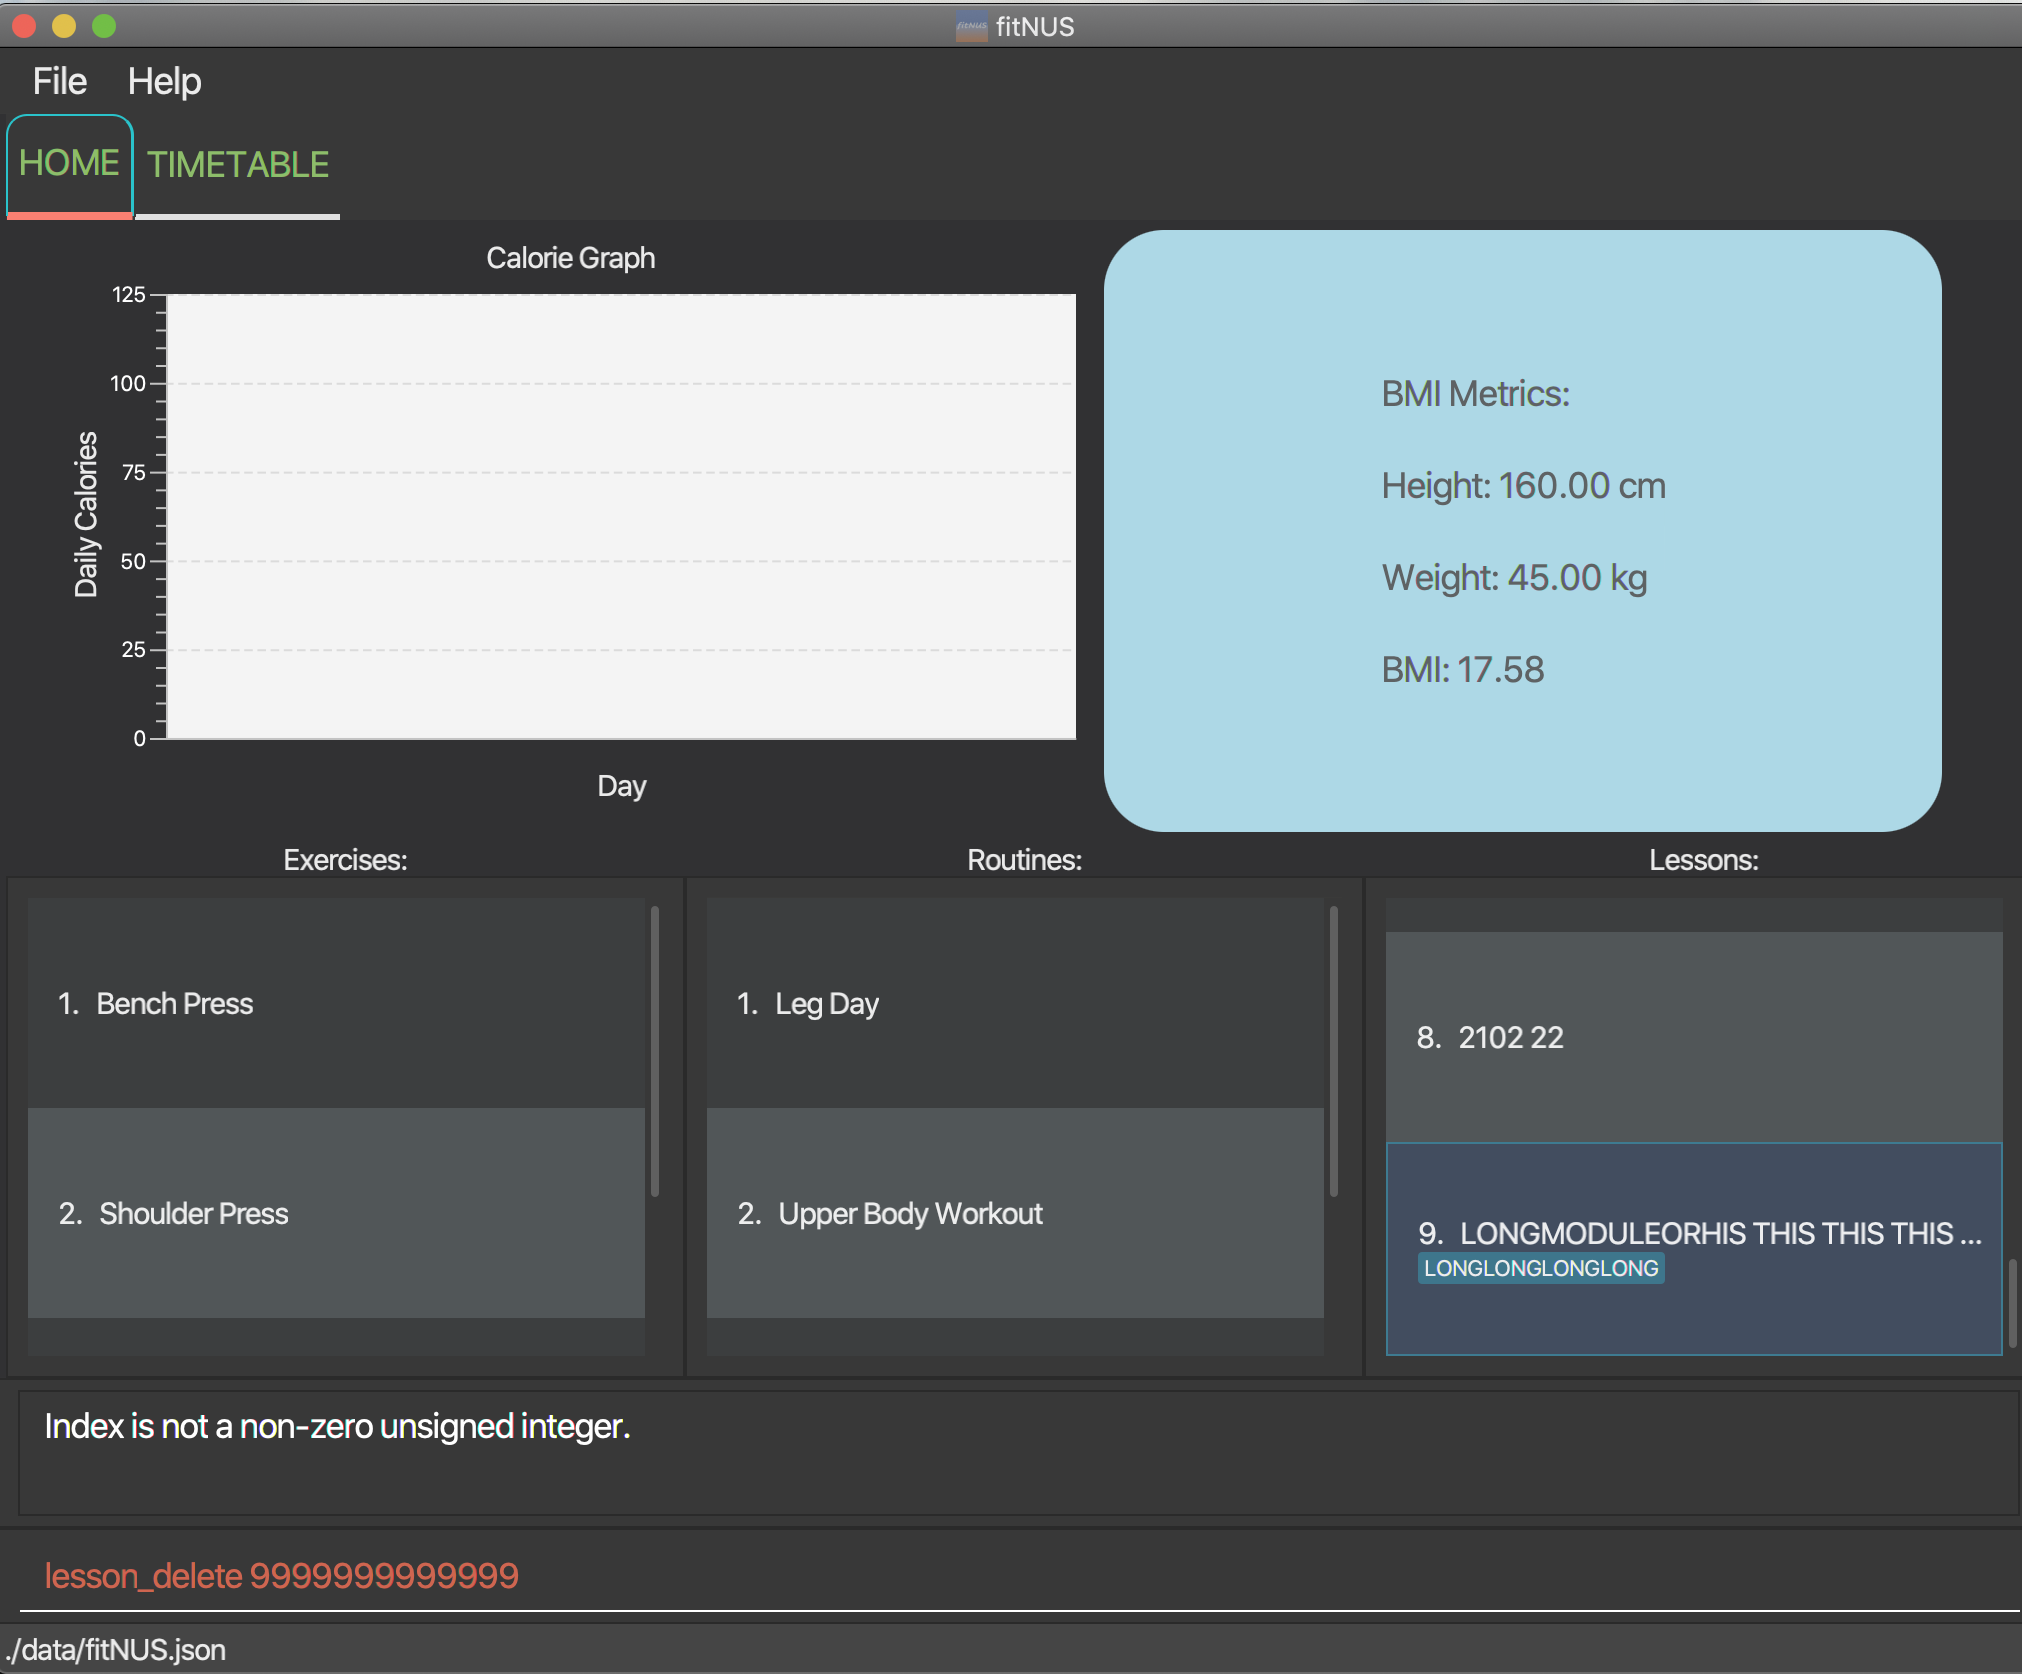 fitNUS
fitNUS
File Help
HOME TIMETABLE
Calorie Graph
125
100
75
50
25
0
Daily Calories
Day
BMI Metrics:
Height: 160.00 cm
Weight: 45.00 kg
BMI: 17.58
Exercises:
1. Bench Press
2. Shoulder Press
Routines:
1. Leg Day
2. Upper Body Workout
Lessons:
8. 2102 22
9. LONGMODULEORHIS THIS THIS THIS ...
LONGLONGLONGLONG
Index is not a non-zero unsigned integer.
lesson_delete 9999999999999
./data/fitNUS.json